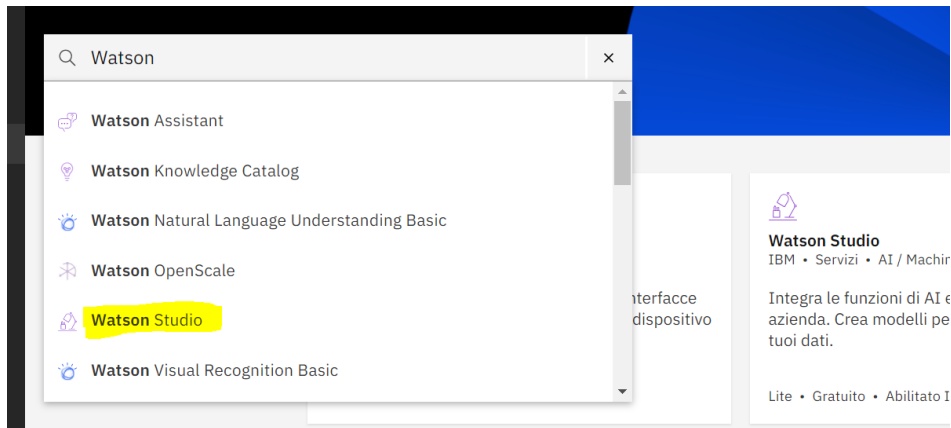 Watson
Watson Assistant
Watson Knowledge Catalog
Watson Natural Language Understanding Basic
Watson OpenScale
Watson Studio
Watson Visual Recognition Basic
nterfacce
dispositivo
Watson Studio
IBM • Servizi • AI / Machin
Integra le funzioni di AI e
azienda. Crea modelli pe
tuoi dati.
Lite • Gratuito • Abilitato I